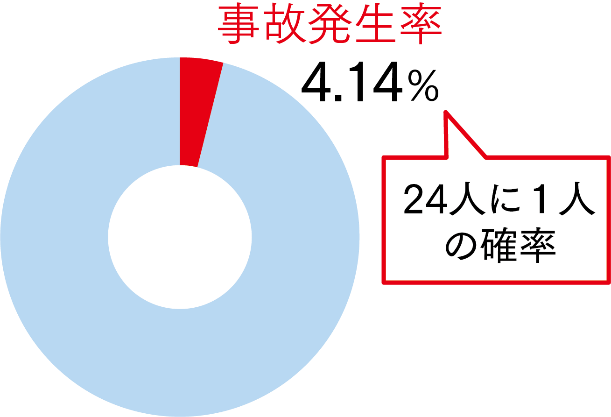 事故発生率
4.14%
24人に1人
の確率